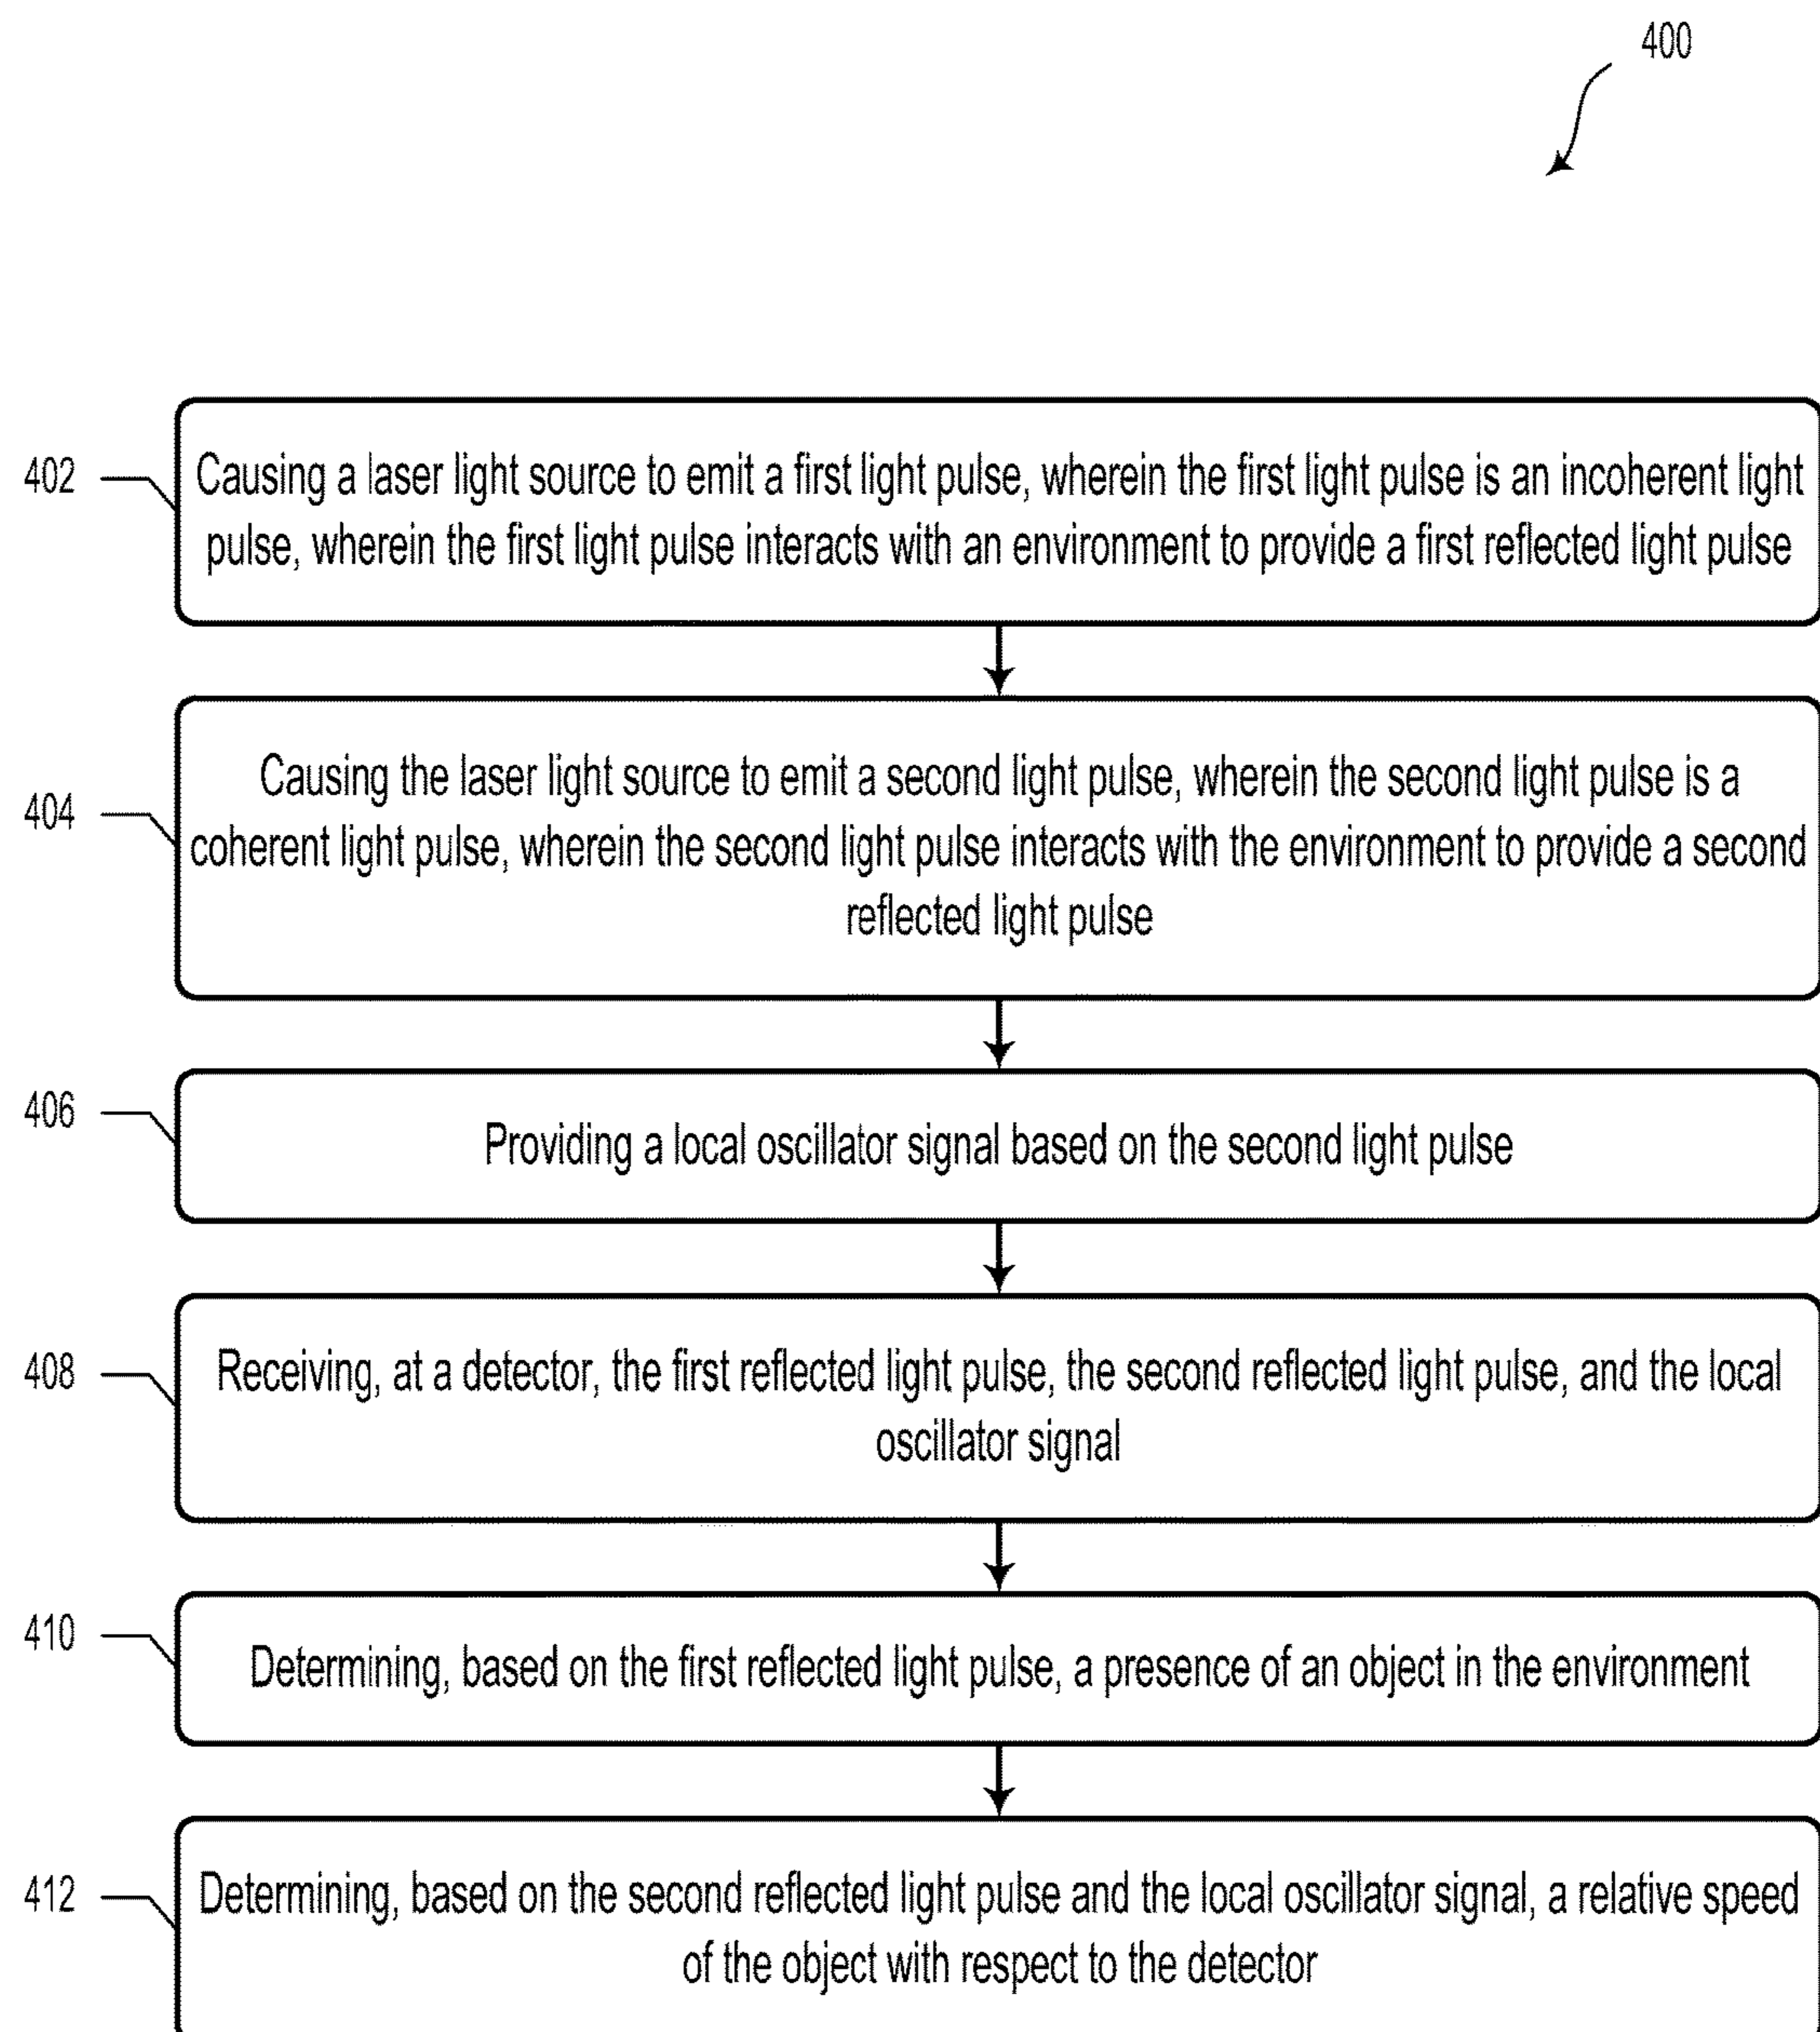 400
402
Causing a laser light source to emit a first light pulse, wherein the first light pulse is an incoherent light
pulse, wherein the first light pulse interacts with an environment to provide a first reflected light pulse
404
Causing the laser light source to emit a second light pulse, wherein the second light pulse is a
coherent light pulse, wherein the second light pulse interacts with the environment to provide a second
reflected light pulse
406
Providing a local oscillator signal based on the second light pulse
408
Receiving, at a detector, the first reflected light pulse, the second reflected light pulse, and the local
oscillator signal
410
Determining, based on the first reflected light pulse, a presence of an object in the environment
412
Determining, based on the second reflected light pulse and the local oscillator signal, a relative speed
of the object with respect to the detector